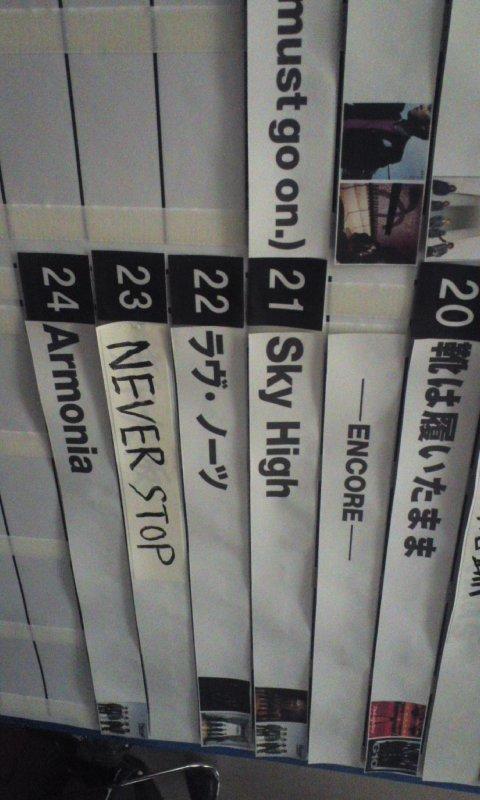 must go on.)
20 靴は履いたまま
—ENCORE—
21 Sky High
22 ラヴ・ノーツ
23 NEVER STOP
24 Armonia